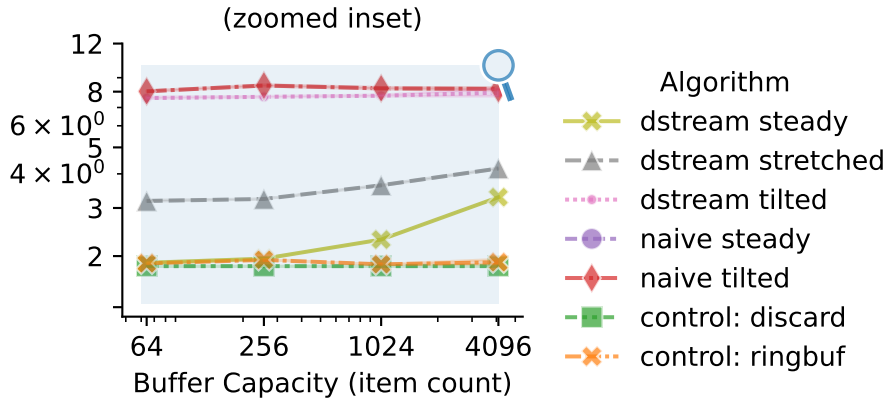 (zoomed inset)
12
8
6 × 10⁰
5
4 × 10⁰
3
2
64 256 1024 4096
Buffer Capacity (item count)
Algorithm
dstream steady
dstream stretched
dstream tilted
naive steady
naive tilted
control: discard
control: ringbuf